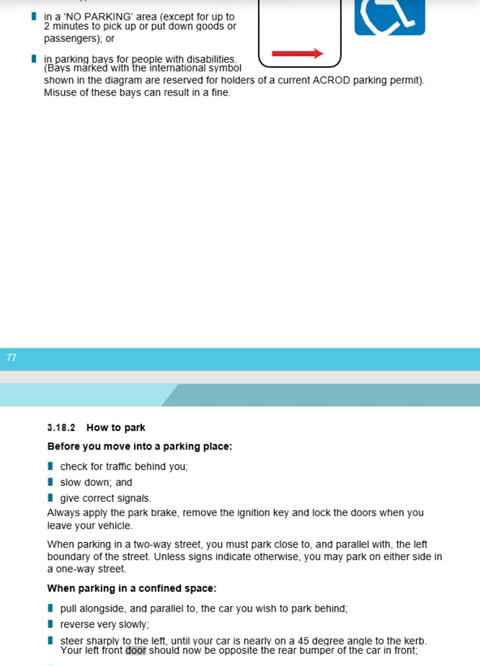 in a 'NO PARKING' area (except for up to
2 minutes to pick up or put down goods or
passengers); or
in parking bays for people with disabilities.
(Bays marked with the international symbol
shown in the diagram are reserved for holders of a current ACROD parking permit).
Misuse of these bays can result in a fine.
77
3.18.2 How to park
Before you move into a parking place:
check for traffic behind you;
slow down; and
give correct signals.
Always apply the park brake, remove the ignition key and lock the doors when you
leave your vehicle.
When parking in a two-way street, you must park close to, and parallel with, the left
boundary of the street. Unless signs indicate otherwise, you may park on either side in
a one-way street.
When parking in a confined space:
pull alongside, and parallel to, the car you wish to park behind;
reverse very slowly;
steer sharply to the left, until your car is nearly on a 45 degree angle to the kerb.
Your left front door should now be opposite the rear bumper of the car in front;